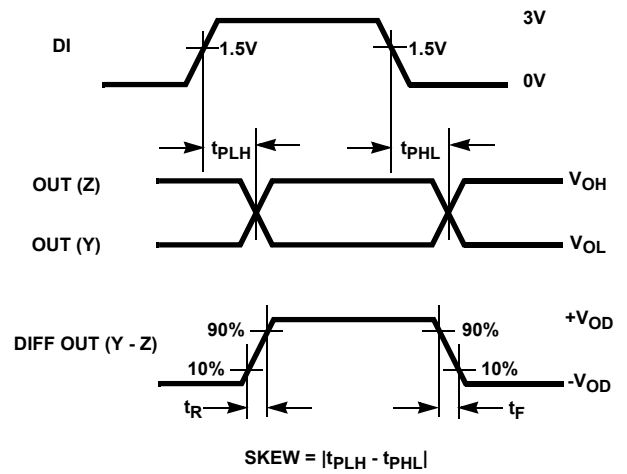 3V
DI
1.5V
1.5V
0V
tPLH
tPHL
OUT (Z)
VOH
OUT (Y)
VOL
+VOD
90%
90%
DIFF OUT (Y - Z)
10%
10%
-VOD
tR
tF
SKEW = |tPLH - tPHL|